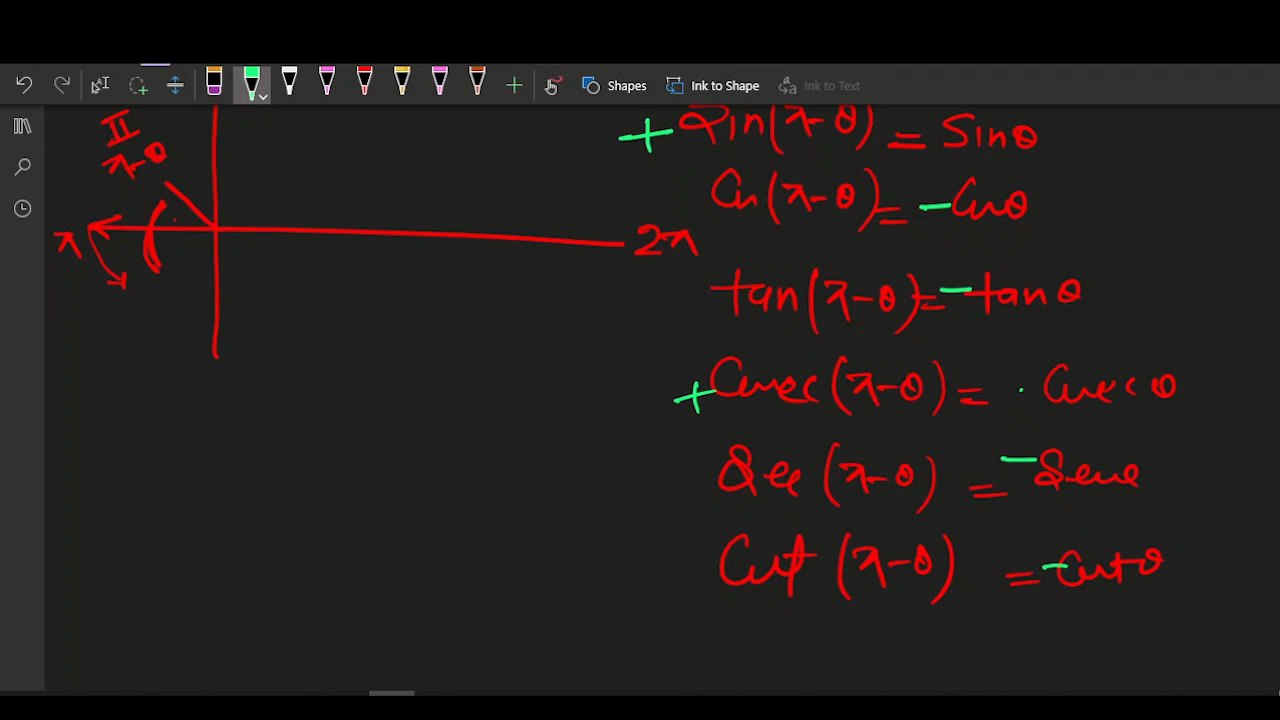 Shapes Ink to Shape Ink to Text
II
π-θ
π
2π
+ Sin(π-θ) = Sinθ
Cos(π-θ) = -Cosθ
tan(π-θ) = -tanθ
+ Cosec(π-θ) = Cosecθ
Sec(π-θ) = -Secθ
Cot(π-θ) = -Cotθ